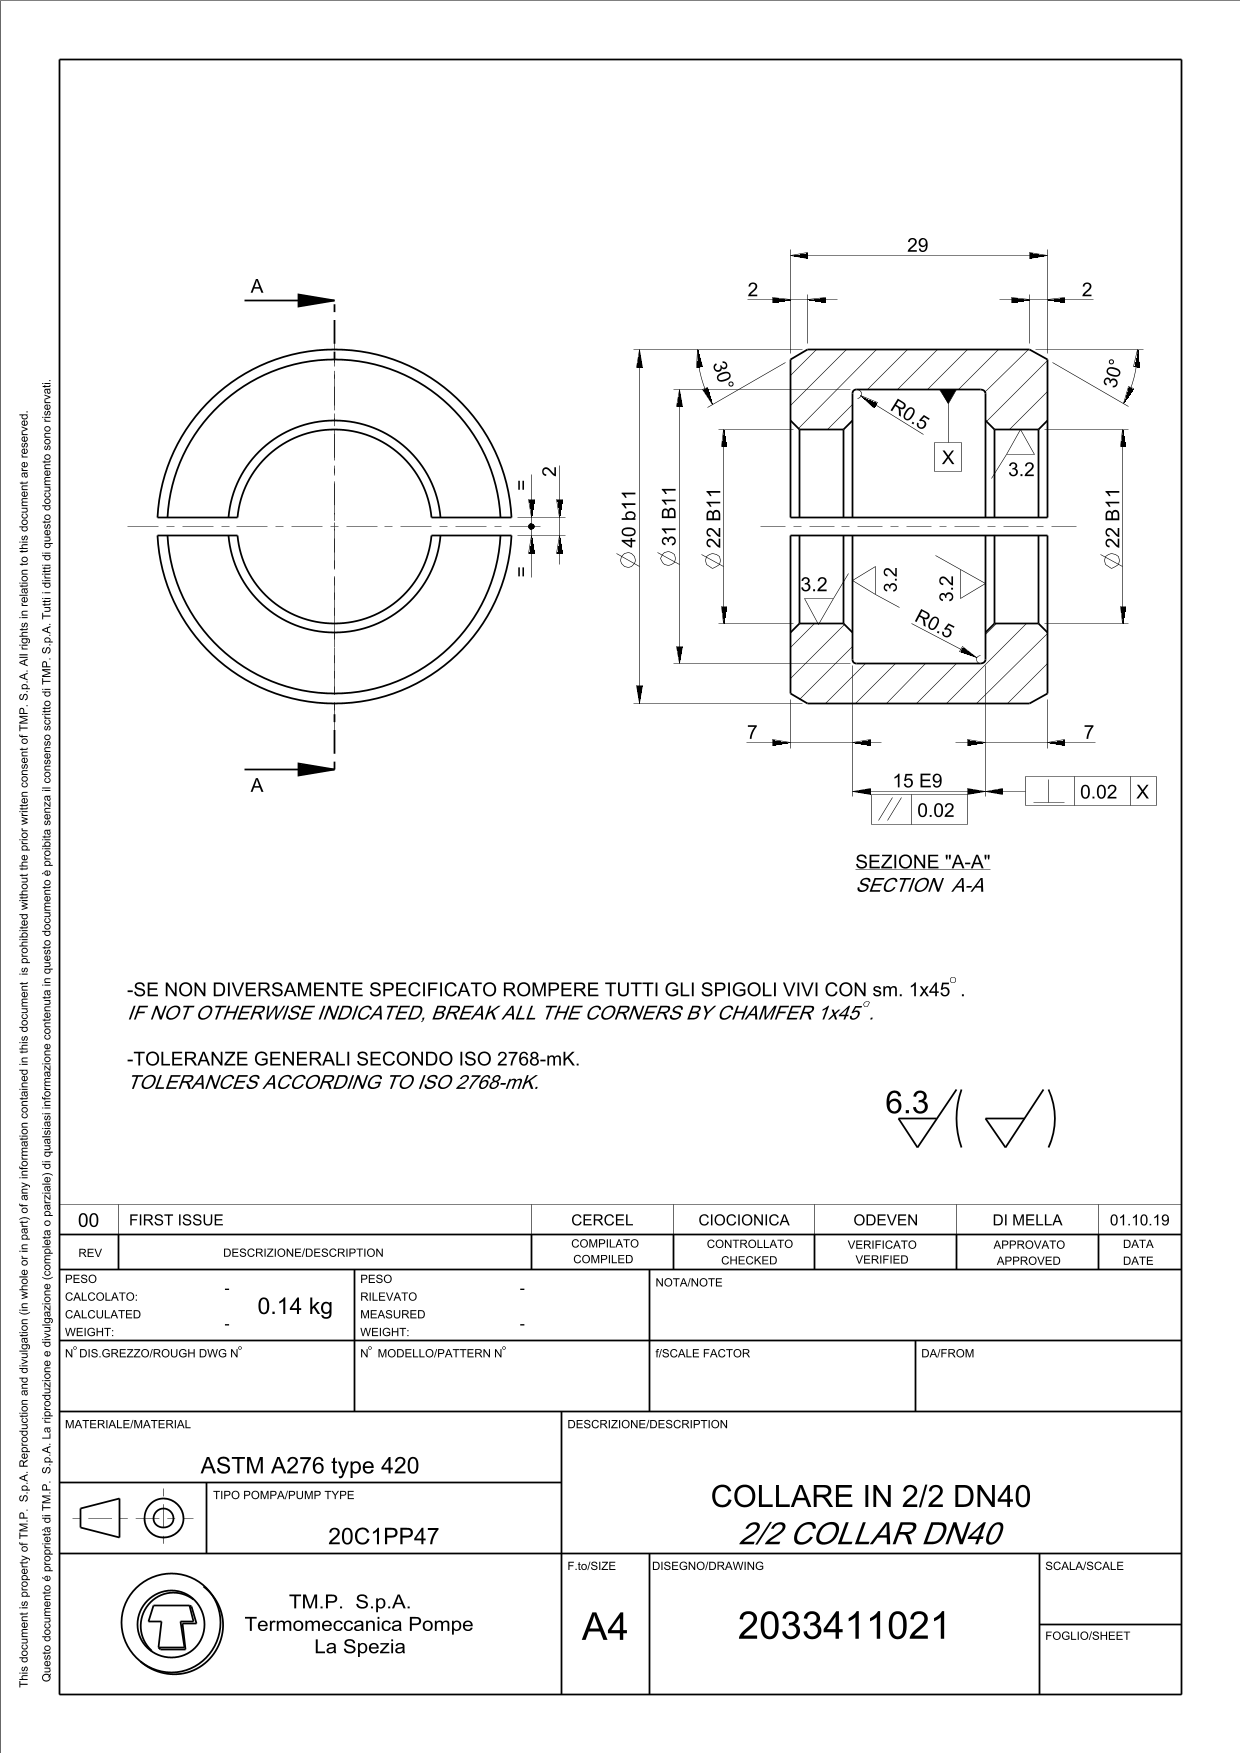 A
A
=
=
2
29
2
2
30°
30°
R0.5
X
3.2
∅ 40 b11
∅ 31 B11
∅ 22 B11
∅ 22 B11
3.2
3.2
3.2
R0.5
7
7
15 E9
// 0.02
⊥ 0.02 X
SEZIONE "A-A"
SECTION A-A
-SE NON DIVERSAMENTE SPECIFICATO ROMPERE TUTTI GLI SPIGOLI VIVI CON sm. 1x45° .
IF NOT OTHERWISE INDICATED, BREAK ALL THE CORNERS BY CHAMFER 1x45°.
-TOLERANZE GENERALI SECONDO ISO 2768-mK.
TOLERANCES ACCORDING TO ISO 2768-mK.
6.3 ( )
00 FIRST ISSUE CERCEL CIOCIONICA ODEVEN DI MELLA 01.10.19
REV DESCRIZIONE/DESCRIPTION
COMPILATO CONTROLLATO VERIFICATO APPROVATO DATA
COMPILED CHECKED VERIFIED APPROVED DATE
PESO -
CALCOLATO:
CALCULATED -
WEIGHT:
0.14 kg
PESO -
RILEVATO
MEASURED -
WEIGHT:
NOTA/NOTE
N° DIS.GREZZO/ROUGH DWG N°
N° MODELLO/PATTERN N°
f/SCALE FACTOR
DA/FROM
MATERIALE/MATERIAL
ASTM A276 type 420
DESCRIZIONE/DESCRIPTION
COLLARE IN 2/2 DN40
2/2 COLLAR DN40
TIPO POMPA/PUMP TYPE
20C1PP47
TM.P. S.p.A.
Termomeccanica Pompe
La Spezia
F.to/SIZE
A4
DISEGNO/DRAWING
2033411021
SCALA/SCALE
FOGLIO/SHEET
This document is property of TM.P. S.p.A. Reproduction and divulgation (in whole or in part) of any information contained in this document is prohibited without the prior written consent of TMP. S.p.A. All rights in relation to this document are reserved.
Questo documento é proprietà di TM.P. S.p.A. La riproduzione e divulgazione (completa o parziale) di qualsiasi informazione contenuta in questo documento è proibita senza il consenso scritto di TMP. S.p.A. Tutti i diritti di questo documento sono riservati.